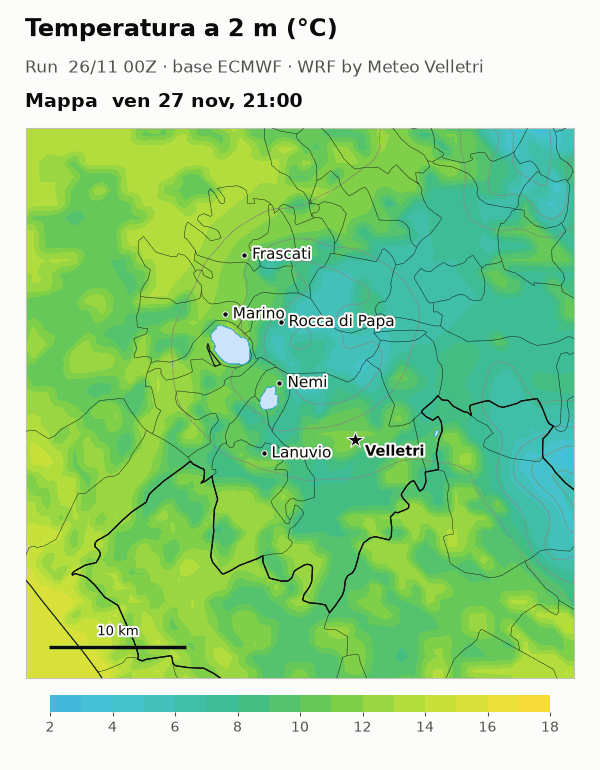 Temperatura a 2 m (°C)
Run  26/11 00Z · base ECMWF · WRF by Meteo Velletri
Mappa  ven 27 nov, 21:00
Frascati
Marino
Rocca di Papa
Nemi
Velletri
Lanuvio
10 km
2 4 6 8 10 12 14 16 18